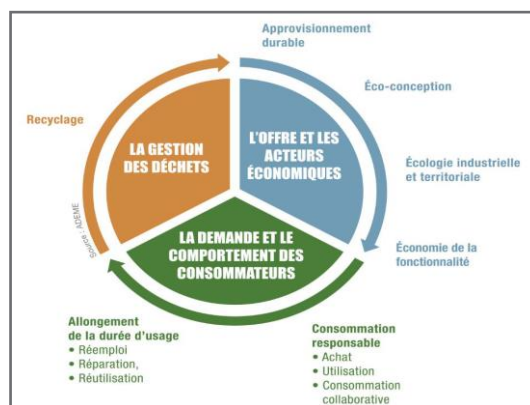 Approvisionnement
durable
Éco-conception
Recyclage
LA GESTION
DES DÉCHETS
L'OFFRE ET LES
ACTEURS
ÉCONOMIQUES
Écologie industrielle
et territoriale
Source : ADEME
LA DEMANDE ET LE
COMPORTEMENT DES
CONSOMMATEURS
Économie de la
fonctionnalité
Allongement
de la durée d'usage
• Réemploi
• Réparation,
• Réutilisation
Consommation
responsable
• Achat
• Utilisation
• Consommation
collaborative